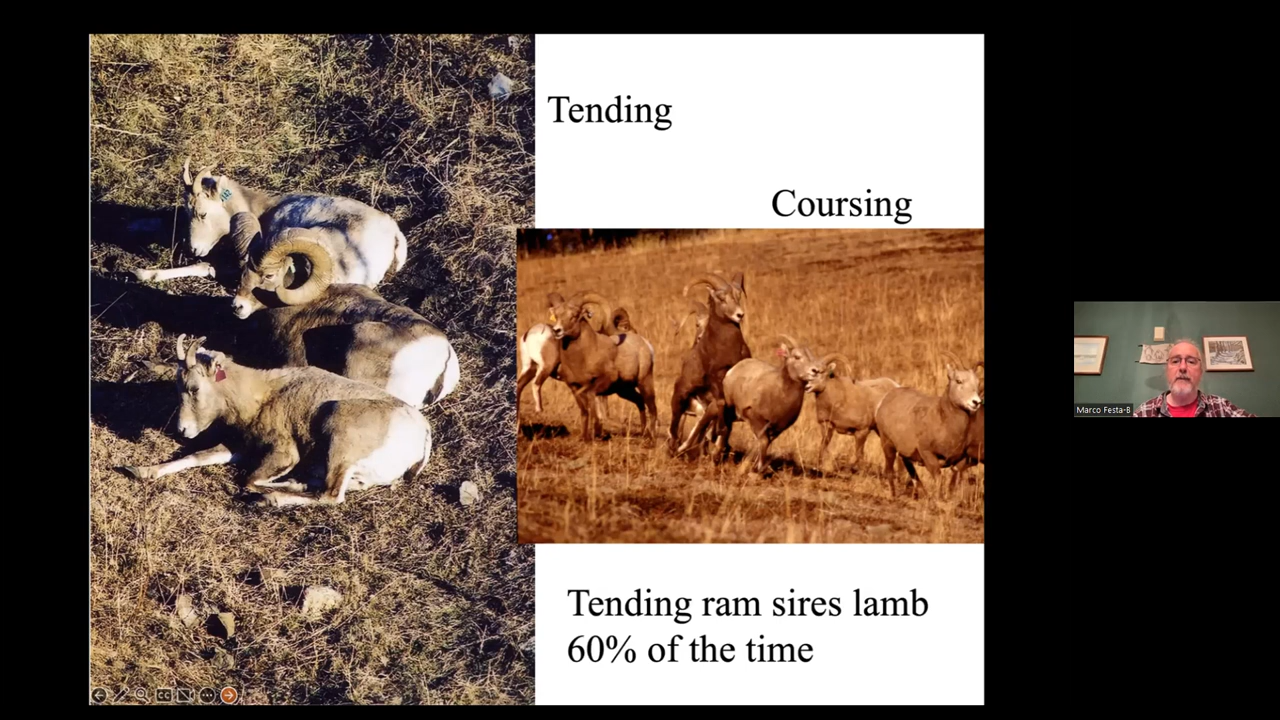 Tending
Coursing
Tending ram sires lamb
60% of the time
Marco Festa-B